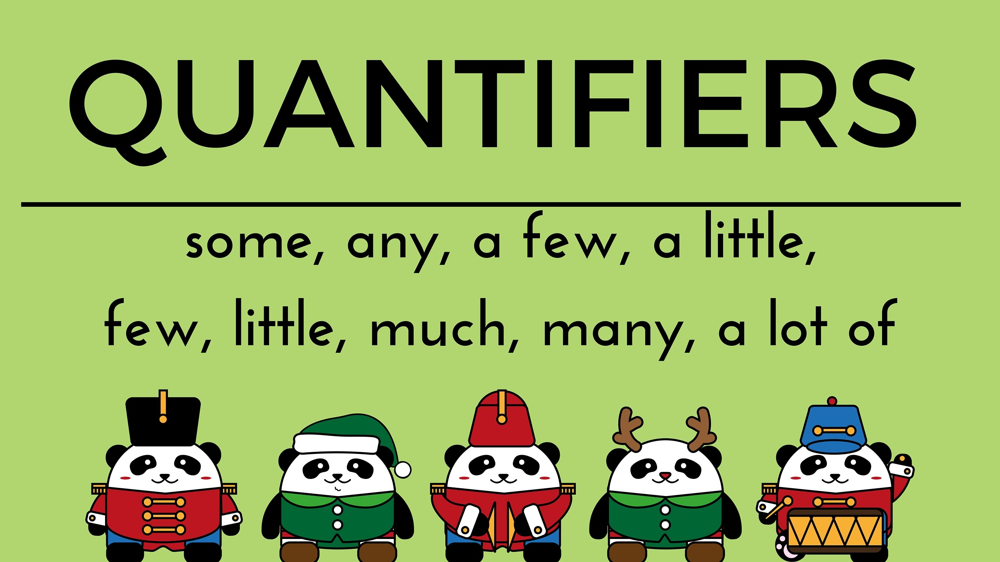 QUANTIFIERS
some, any, a few, a little,
few, little, much, many, a lot of